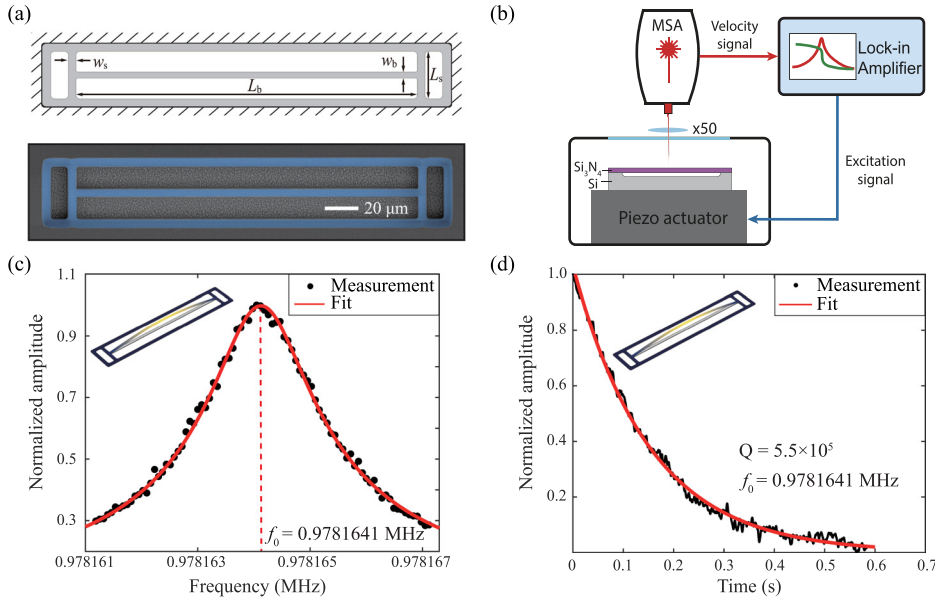 (a)
w_s
w_b
L_s
L_b
20 μm
(b)
MSA
Velocity
signal
Lock-in
Amplifier
x50
Si₃N₄
Si
Excitation
signal
Piezo actuator
(c)
1.1
Measurement
Fit
0.9
0.7
0.5
0.3
Normalized amplitude
f₀ = 0.9781641 MHz
0.978161
0.978163
0.978165
0.978167
Frequency (MHz)
(d)
1.0
Measurement
Fit
0.8
0.6
0.4
0.2
Normalized amplitude
Q = 5.5×10⁵
f₀ = 0.9781641 MHz
0
0.1
0.2
0.3
0.4
0.5
0.6
0.7
Time (s)